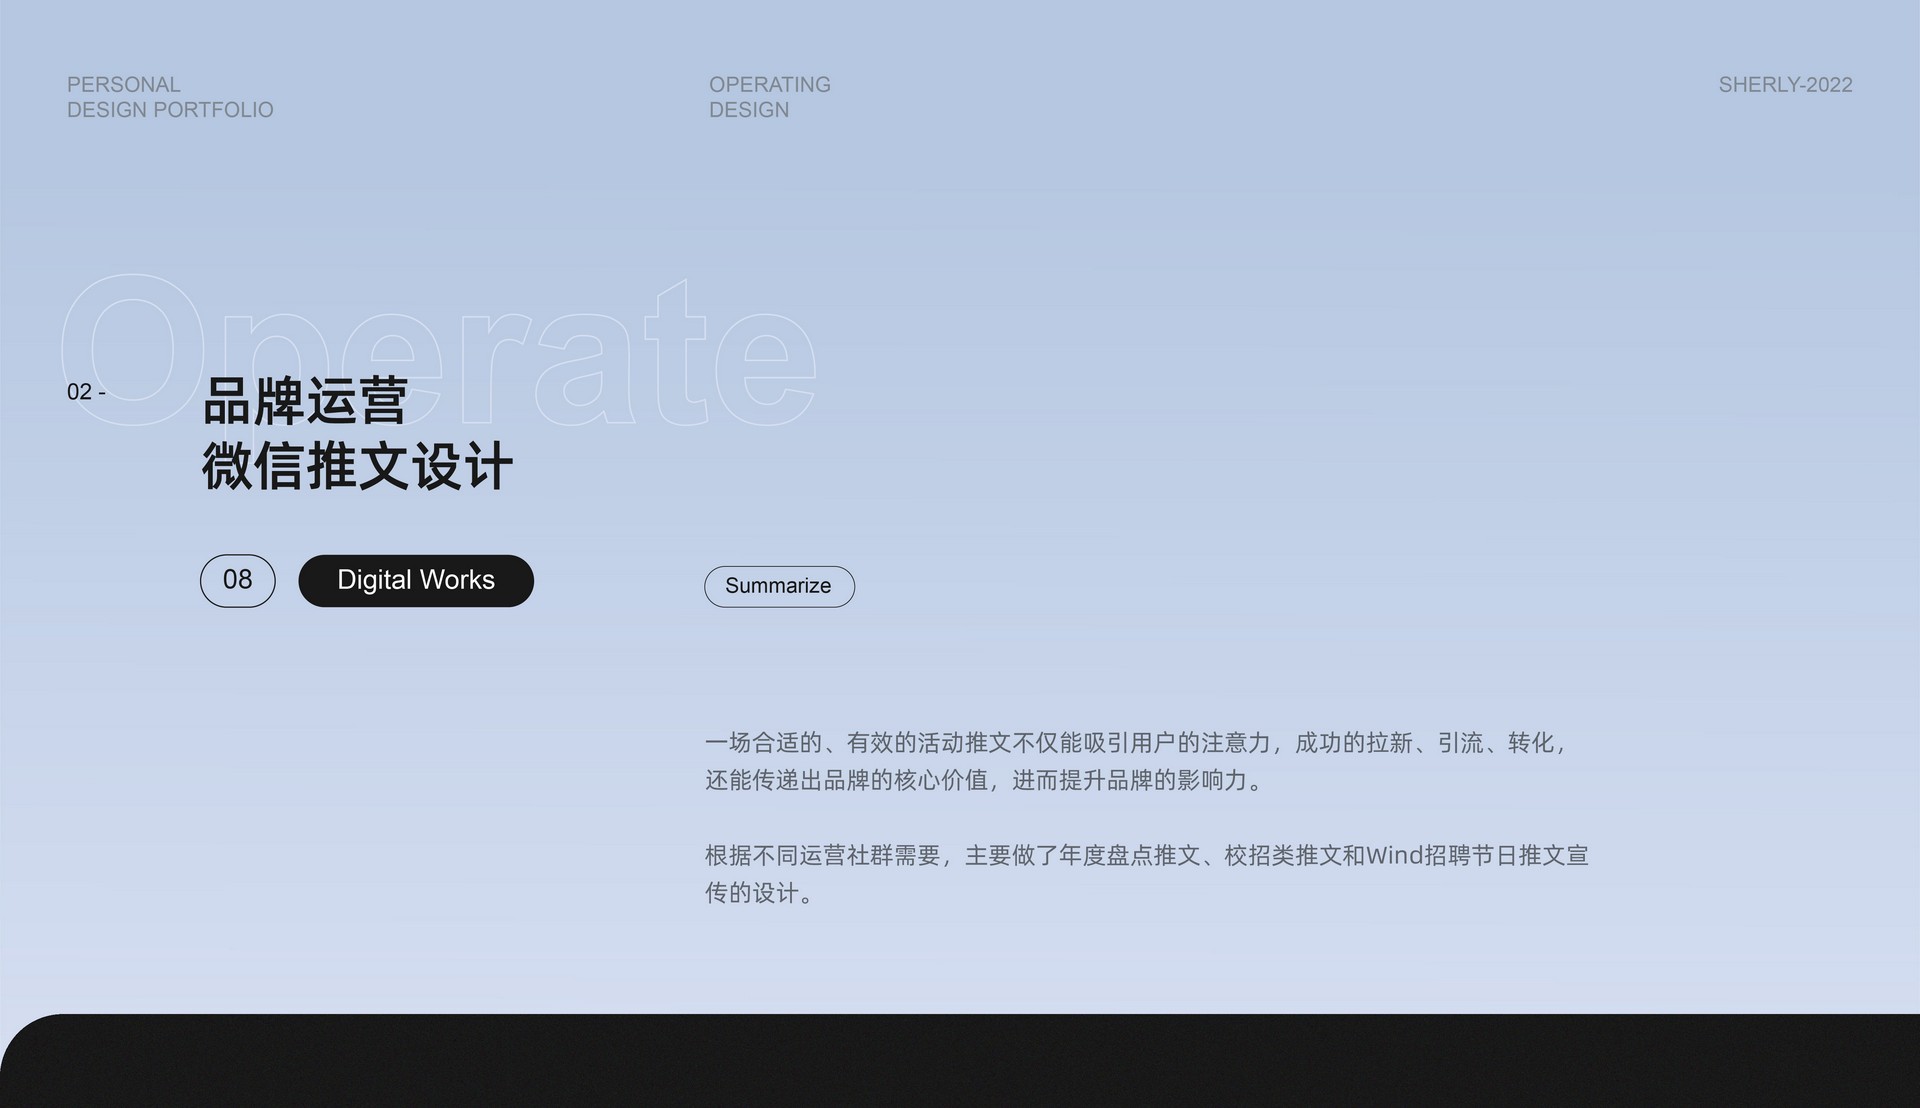 PERSONAL
DESIGN PORTFOLIO
OPERATING
DESIGN
SHERLY-2022
Operate
02 -
品牌运营
微信推文设计
08
Digital Works
Summarize
一场合适的、有效的活动推文不仅能吸引用户的注意力，成功的拉新、引流、转化，
还能传递出品牌的核心价值，进而提升品牌的影响力。
根据不同运营社群需要，主要做了年度盘点推文、校招类推文和Wind招聘节日推文宣
传的设计。